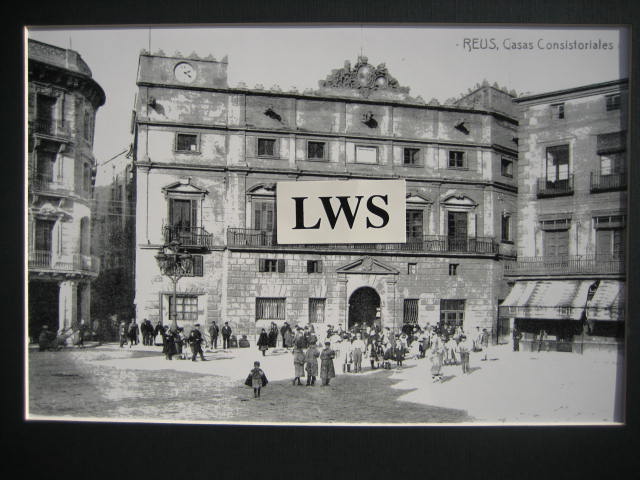 REUS, Casas Consistoriales
LWS